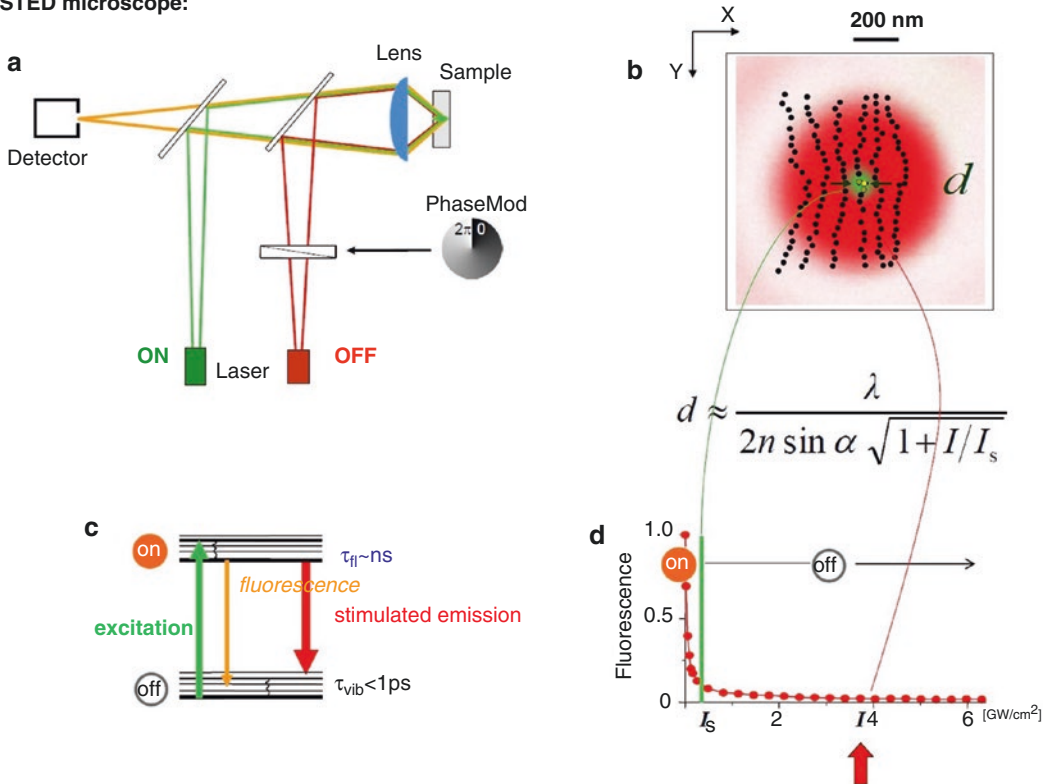 STED microscope:
a
Detector
Lens
Sample
PhaseMod
2π 0
ON
Laser
OFF
b
X
Y
200 nm
d
d ≈ λ / 2n sin α √1 + I/Is
c
on
τfl~ns
fluorescence
stimulated emission
excitation
off
τvib<1ps
d
Fluorescence
1.0
0.5
0
on
off
Is
2
I 4
6
[GW/cm2]